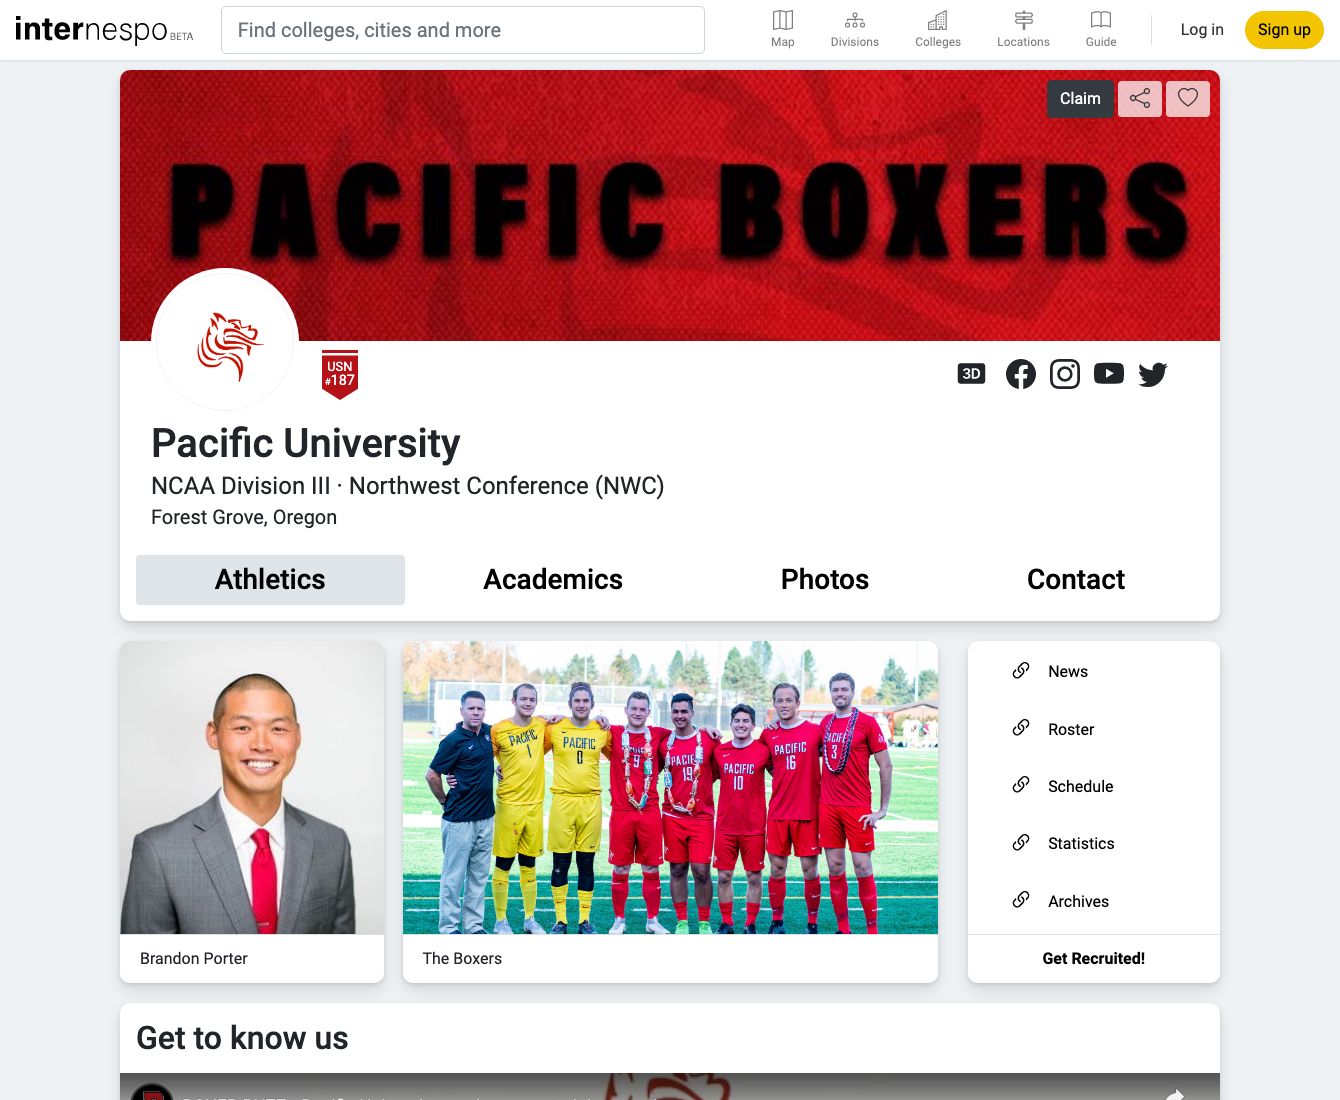 internespo BETA
Find colleges, cities and more
Map
Divisions
Colleges
Locations
Guide
Log in
Sign up
Claim
PACIFIC BOXERS
USN
#187
3D
Pacific University
NCAA Division III · Northwest Conference (NWC)
Forest Grove, Oregon
Athletics
Academics
Photos
Contact
PACIFIC
1
PACIFIC
0
9
PACIFIC
19
PACIFIC
10
PACIFIC
16
PACIFIC
3
News
Roster
Schedule
Statistics
Archives
Brandon Porter
The Boxers
Get Recruited!
Get to know us